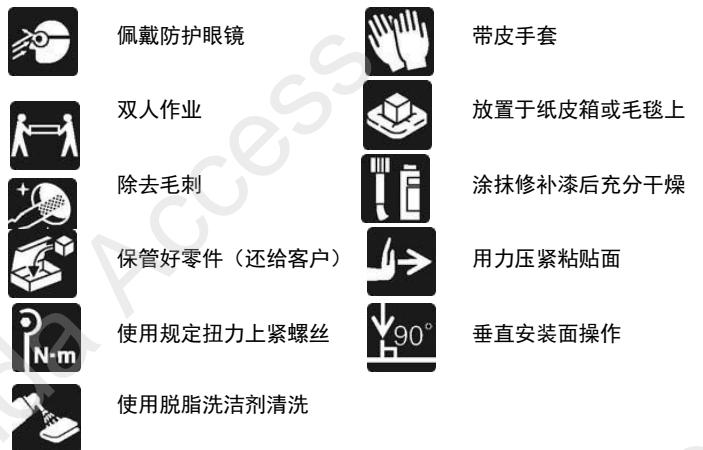 佩戴防护眼镜
带皮手套
双人作业
放置于纸皮箱或毛毯上
除去毛刺
涂抹修补漆后充分干燥
保管好零件（还给客户）
用力压紧粘贴面
N·m
使用规定扭力上紧螺丝
90°
垂直安装面操作
使用脱脂洗洁剂清洗
Access